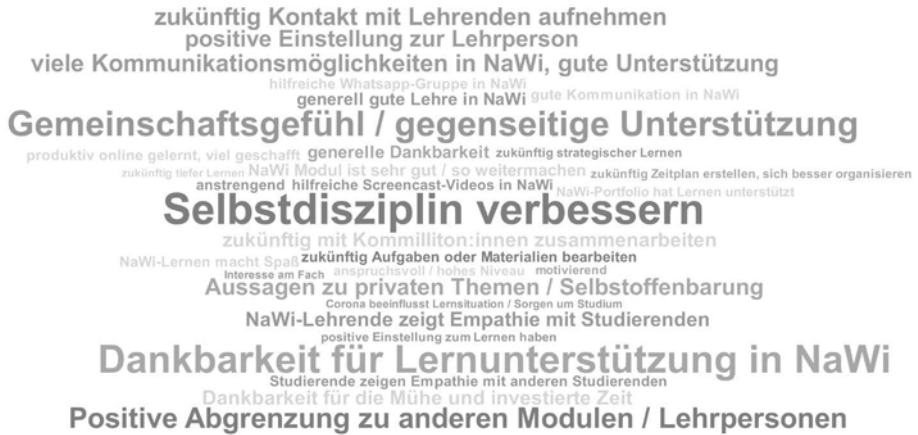 zukünftig Kontakt mit Lehrenden aufnehmen
positive Einstellung zur Lehrperson
viele Kommunikationsmöglichkeiten in NaWi, gute Unterstützung
hilfreiche Whatsapp-Gruppe in NaWi
generell gute Lehre in NaWi gute Kommunikation in NaWi
Gemeinschaftsgefühl / gegenseitige Unterstützung
produktiv online gelernt, viel geschafft generelle Dankbarkeit zukünftig strategischer Lernen
zukünftig tiefer Lernen NaWi Modul ist sehr gut / so weitermachen zukünftig Zeitplan erstellen, sich besser organisieren
anstrengend hilfreiche Screencast-Videos in NaWi NaWi-Portfolio hat Lernen unterstützt
Selbstdisziplin verbessern
zukünftig mit Kommilliton:innen zusammenarbeiten
NaWi-Lernen macht Spaß zukünftig Aufgaben oder Materialien bearbeiten
Interesse am Fach anspruchsvoll / hohes Niveau motivierend
Aussagen zu privaten Themen / Selbstoffenbarung
Corona beeinflusst Lernsituation / Sorgen um Studium
NaWi-Lehrende zeigt Empathie mit Studierenden
positive Einstellung zum Lernen haben
Dankbarkeit für Lernunterstützung in NaWi
Studierende zeigen Empathie mit anderen Studierenden
Dankbarkeit für die Mühe und investierte Zeit
Positive Abgrenzung zu anderen Modulen / Lehrpersonen